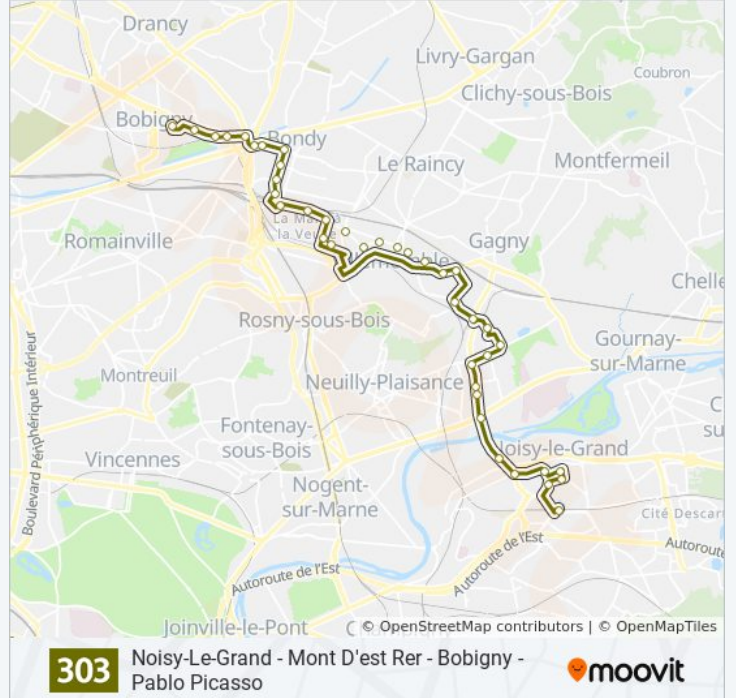 Drancy
Livry-Gargan
Coubron
Clichy-sous-Bois
Bobigny
Bondy
Le Raincy
Montfermeil
Romainville
Gagny
Chelle
Rosny-sous-Bois
Gournay-
sur-Marne
Montreuil
Neuilly-Plaisance
Boulevard Périphérique Intérieur
Fontenay-
sous-Bois
Noisy-le-Grand
Vincennes
Nogent-
sur-Marne
Cité Descar
Autoroute de l'Est
Autoroute de l'Est
Autoroute
Joinville-le-Pont
© OpenStreetMap contributors | © OpenMapTiles
303
Noisy-Le-Grand - Mont D'est Rer - Bobigny -
Pablo Picasso
moovit